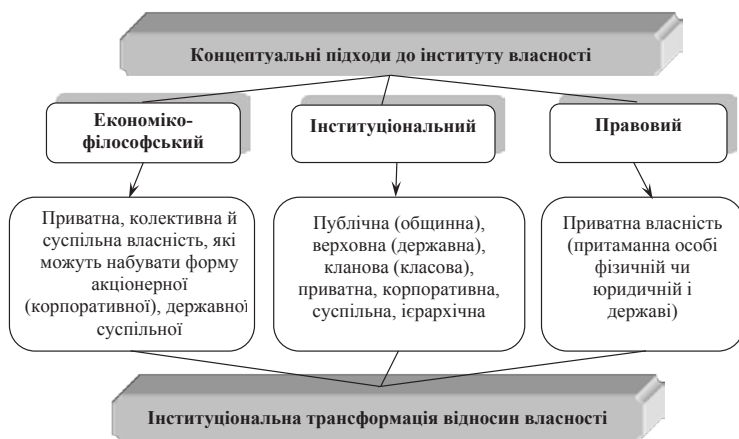 Концептуальні підходи до інституту власності
Економіко-
філософський
Інституціональний
Правовий
Приватна, колективна й
суспільна власність, які
можуть набувати форму
акціонерної
(корпоративної), державної
суспільної
Публічна (общинна),
верховна (державна),
кланова (класова),
приватна, корпоративна,
суспільна, ієрархічна
Приватна власність
(притаманна особі
фізичній чи
юридичній і
державі)
Інституціональна трансформація відносин власності